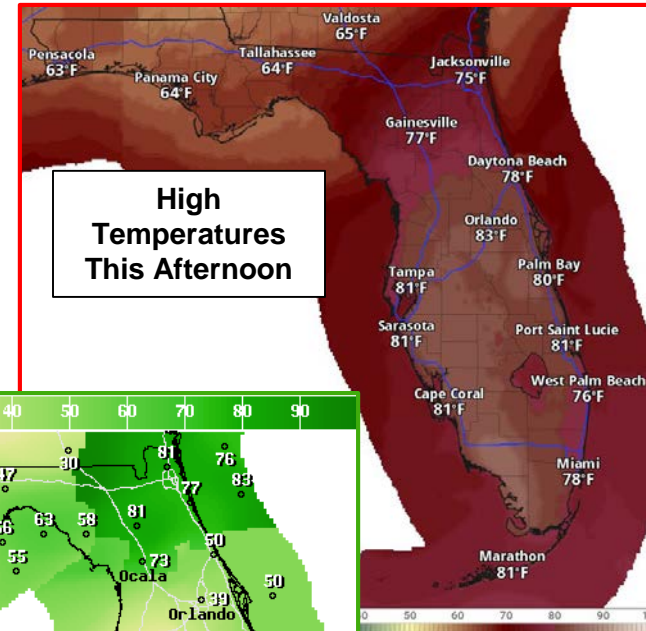 Valdosta
65°F
Pensacola
63°F
Tallahassee
64°F
Jacksonville
75°F
Panama City
64°F
Gainesville
77°F
Daytona Beach
78°F
High
Temperatures
This Afternoon
Orlando
83°F
Tampa
81°F
Palm Bay
80°F
Sarasota
81°F
Port Saint Lucie
81°F
Cape Coral
81°F
West Palm Beach
76°F
Miami
78°F
Marathon
81°F
40 50 60 70 80 90
76
81
47
77
83
81
63
58
55
50
73
Ocala
50
39
Orlando
50 60 70 80 90